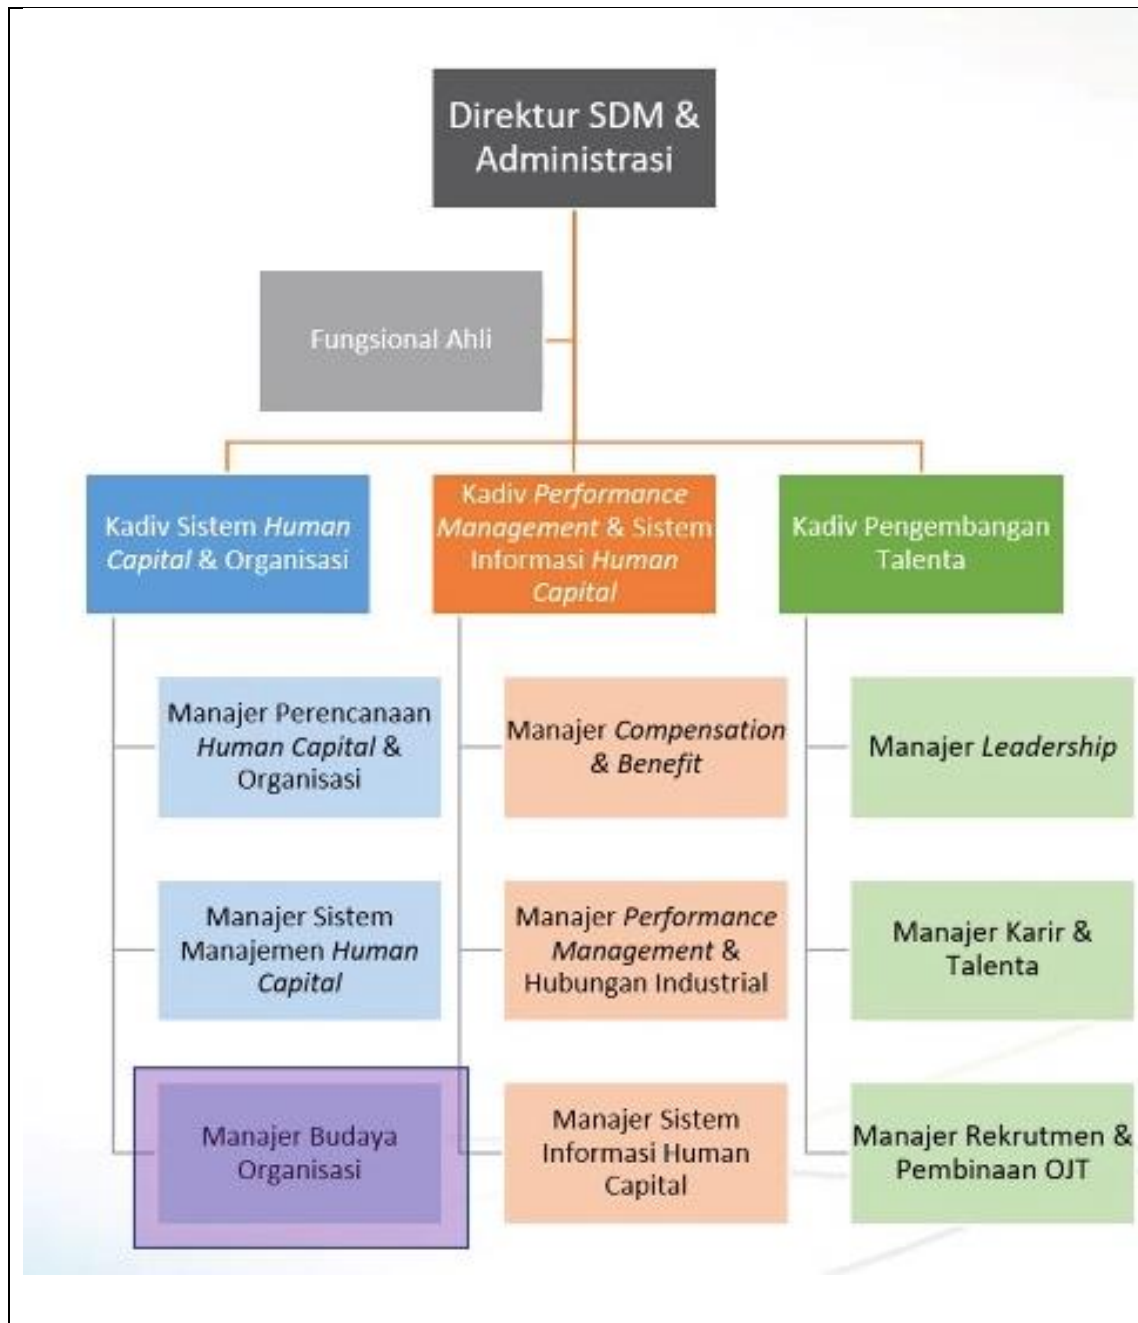 Direktur SDM &
Administrasi
Fungsional Ahli
Kadiv Sistem Human
Capital & Organisasi
Kadiv Performance
Management & Sistem
Informasi Human
Capital
Kadiv Pengembangan
Talenta
Manajer Perencanaan
Human Capital &
Organisasi
Manajer Compensation
& Benefit
Manajer Leadership
Manajer Sistem
Manajemen Human
Capital
Manajer Performance
Management &
Hubungan Industrial
Manajer Karir &
Talenta
Manajer Budaya
Organisasi
Manajer Sistem
Informasi Human
Capital
Manajer Rekrutmen &
Pembinaan OJT